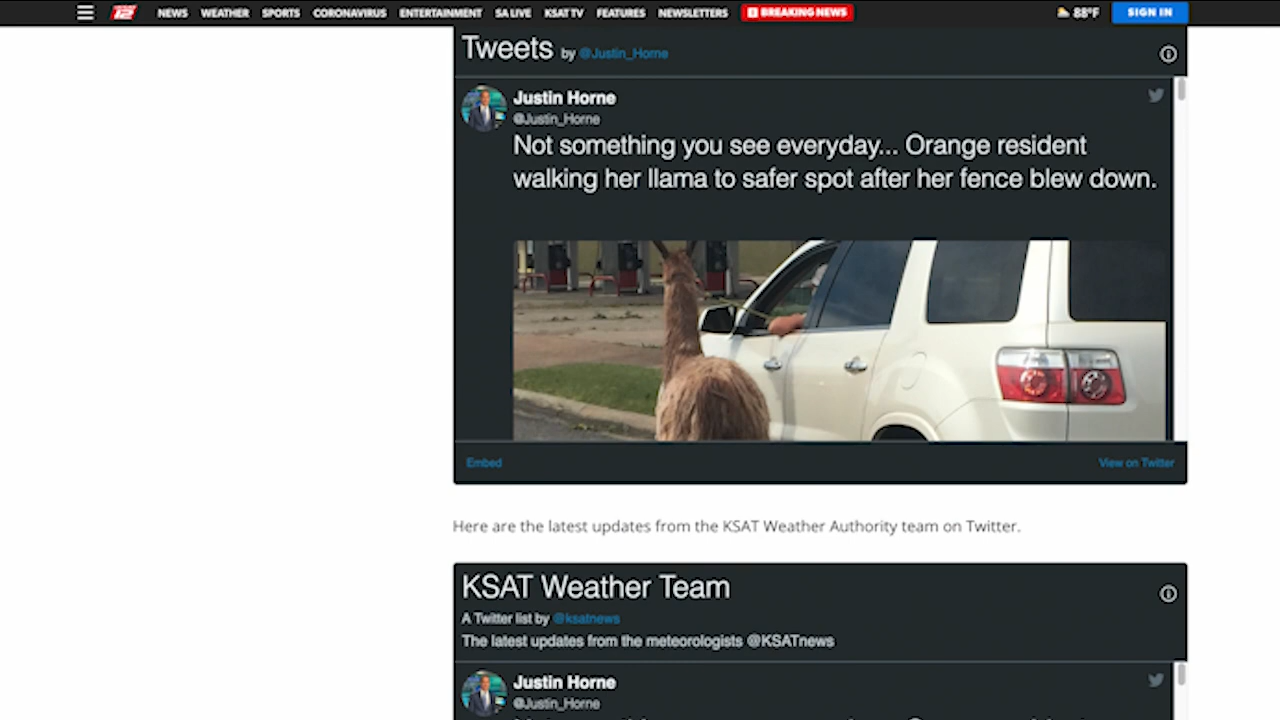 12 NEWS WEATHER SPORTS CORONAVIRUS ENTERTAINMENT SA LIVE KSAT TV FEATURES NEWSLETTERS BREAKING NEWS 88°F SIGN IN
Tweets by @Justin_Horne
Justin Horne
@Justin_Horne
Not something you see everyday... Orange resident
walking her llama to safer spot after her fence blew down.
Embed View on Twitter
Here are the latest updates from the KSAT Weather Authority team on Twitter.
KSAT Weather Team
A Twitter list by @ksatnews
The latest updates from the meteorologists @KSATnews
Justin Horne
@Justin_Horne